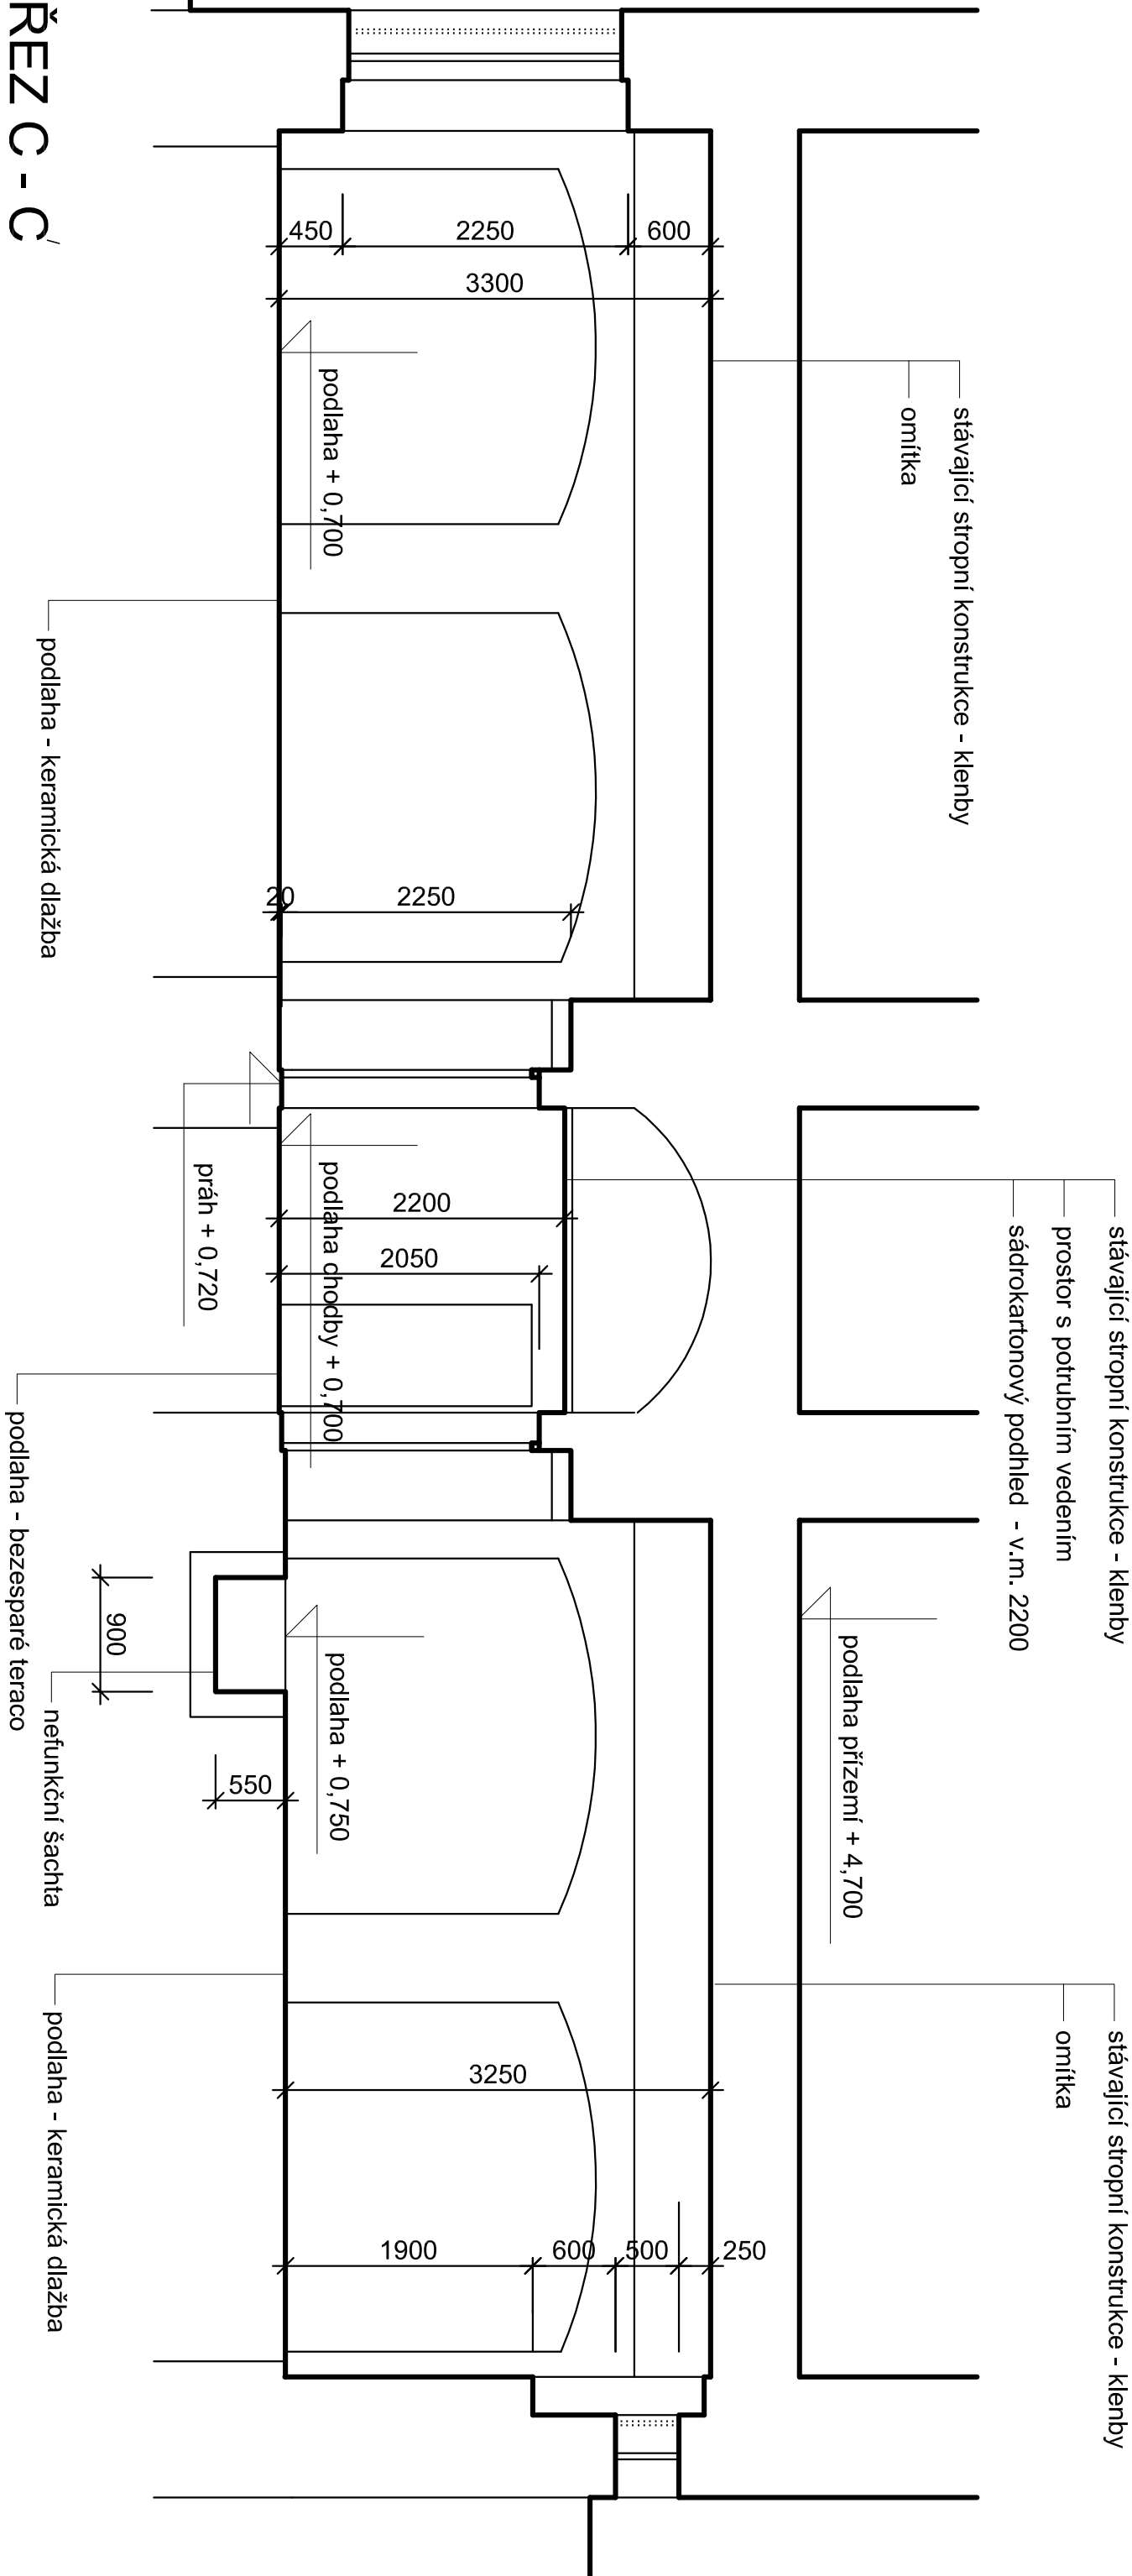 stávající stropní konstrukce - klenby
omítka
stávající stropní konstrukce - klenby
prostor s potrubním vedením
sádrokartonový podhled - v.m. 2200
stávající stropní konstrukce - klenby
omítka
podlaha přízemí + 4,700
600
2250
450
3300
podlaha + 0,700
2250
20
práh + 0,720
podlaha chodby + 0,700
2200
2050
podlaha + 0,750
900
550
3250
250
500
600
1900
podlaha - keramická dlažba
podlaha - bezesparé teraco
nefunkční šachta
podlaha - keramická dlažba
ŘEZ C - C´